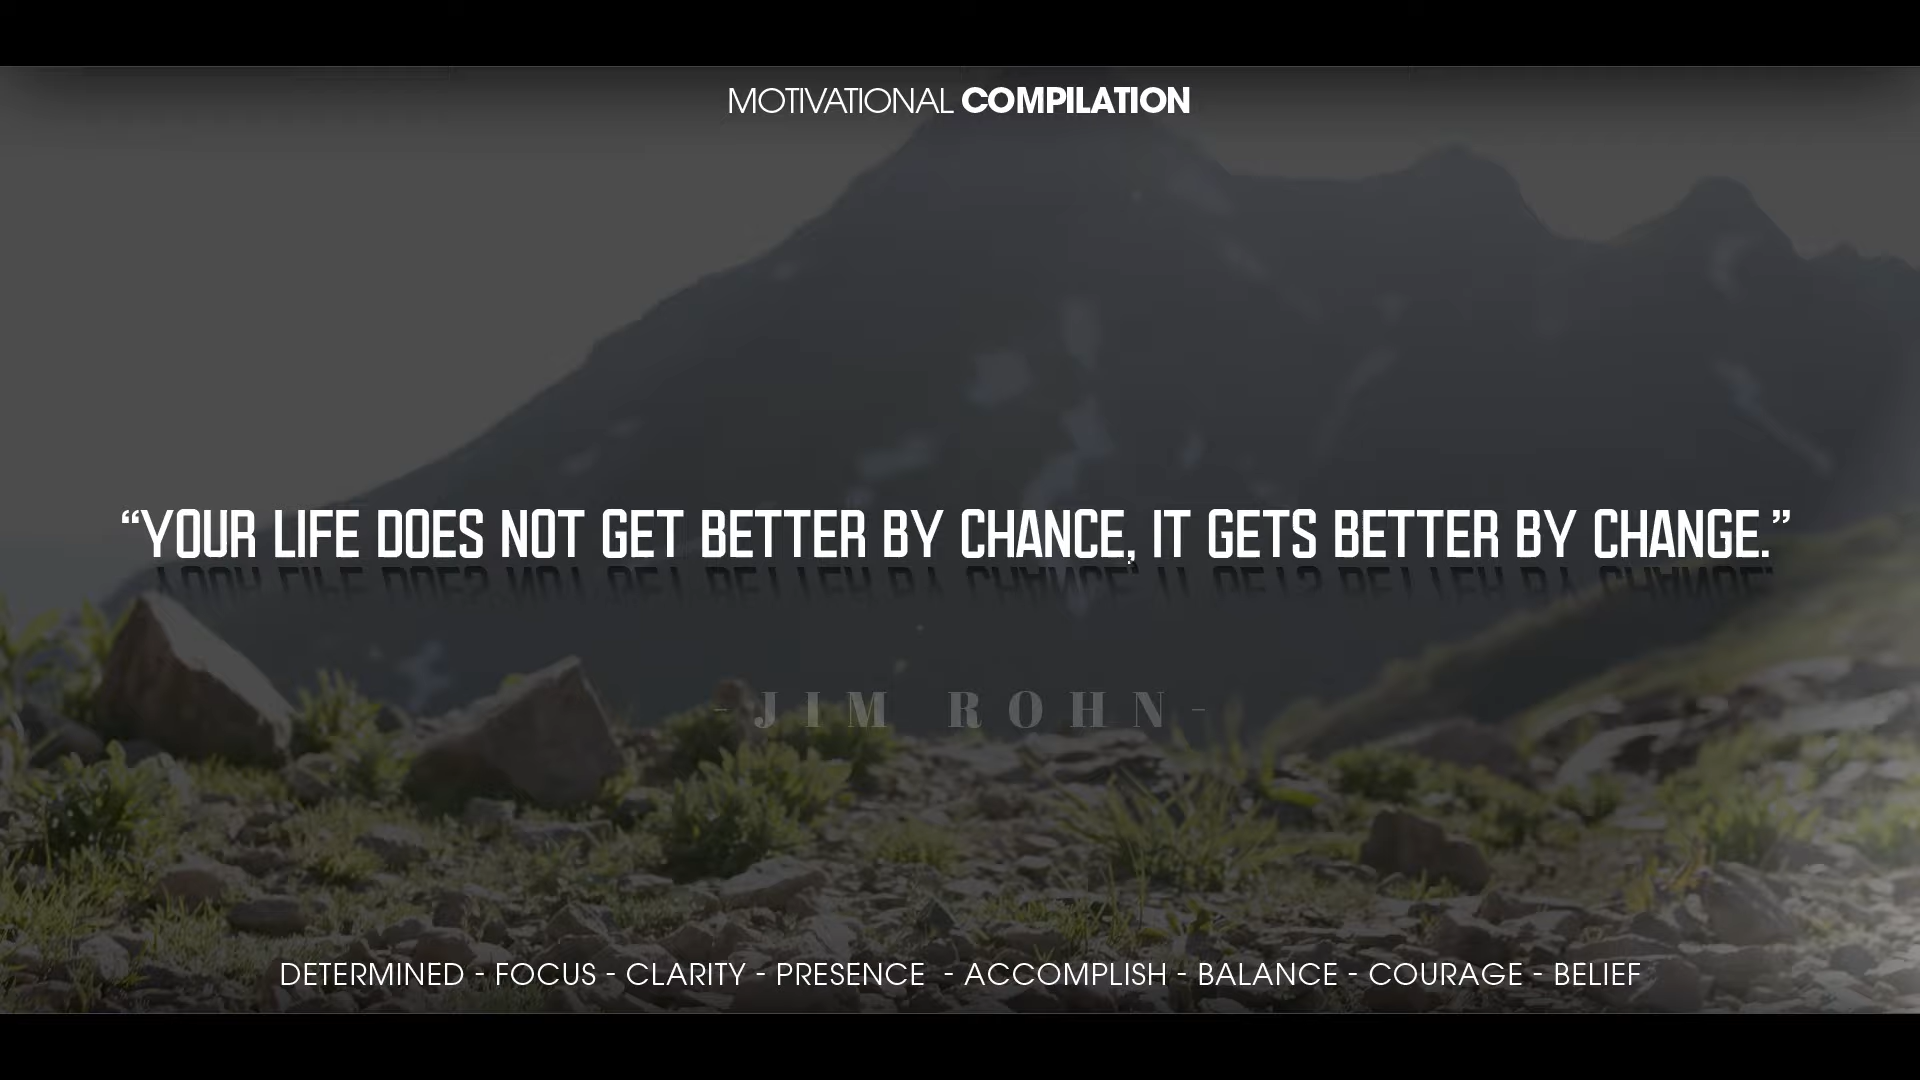 MOTIVATIONAL COMPILATION
“YOUR LIFE DOES NOT GET BETTER BY CHANCE, IT GETS BETTER BY CHANGE.”
- JIM ROHN -
DETERMINED - FOCUS - CLARITY - PRESENCE - ACCOMPLISH - BALANCE - COURAGE - BELIEF